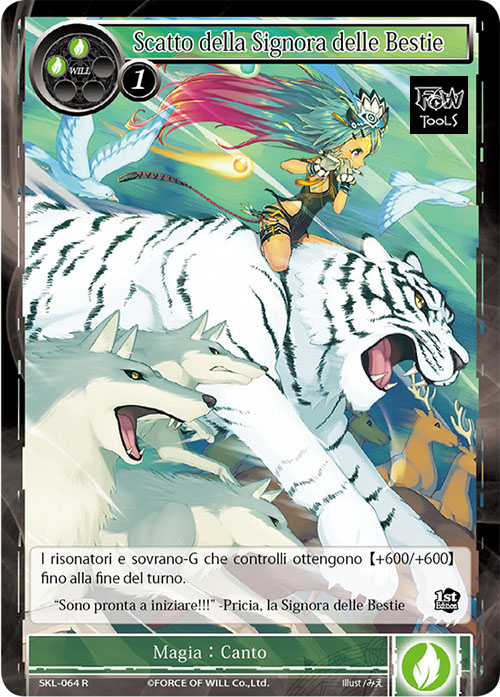 Scatto della Signora delle Bestie
WILL
1
FOW
TOOLS
I risonatori e sovrano-G che controlli ottengono【+600/+600】
fino alla fine del turno.
"Sono pronta a iniziare!!!" -Pricia, la Signora delle Bestie
1st
Edition
Magia : Canto
SKL-064 R
©FORCE OF WILL Co.,Ltd.
Illust /みえ